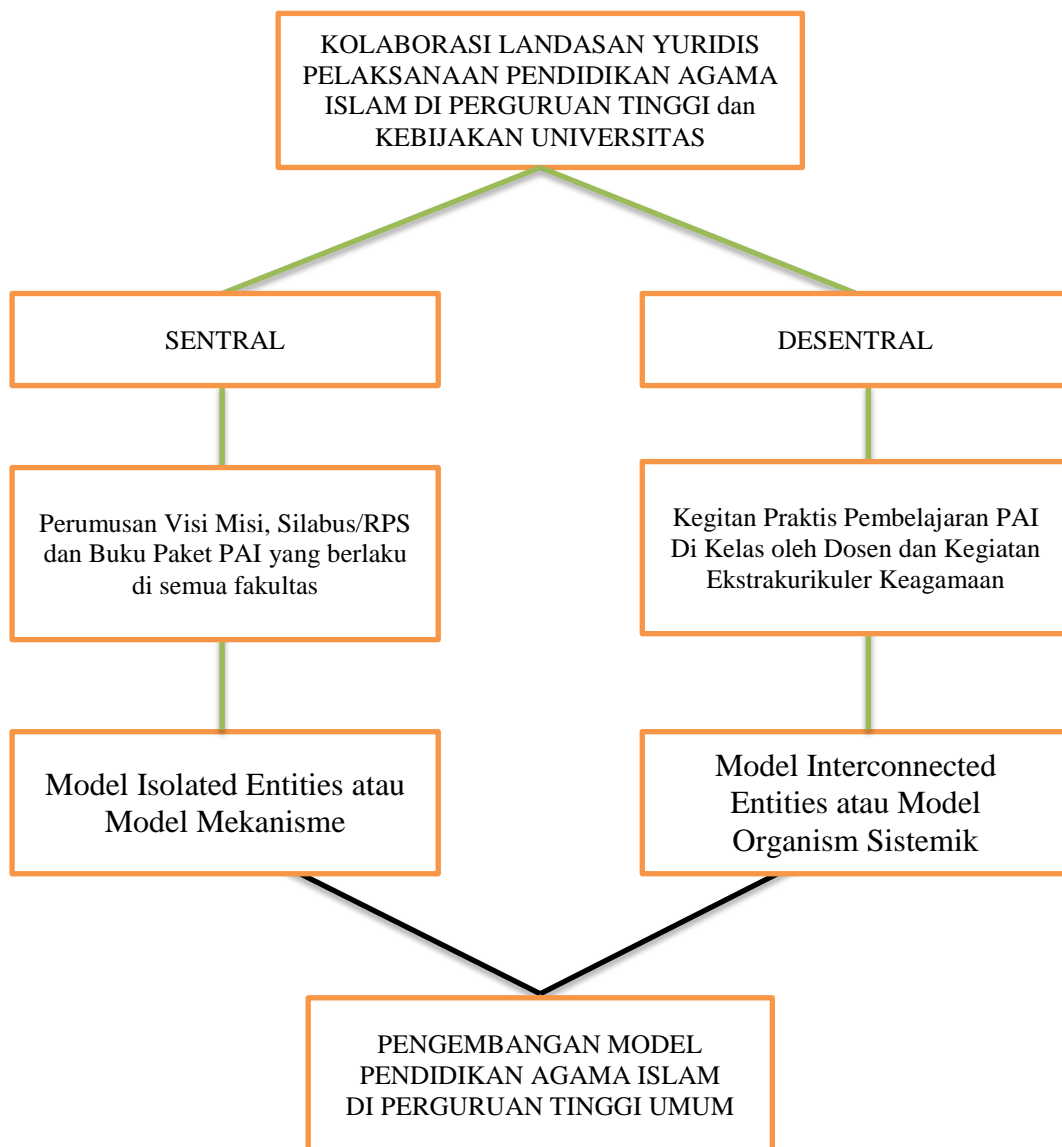 KOLABORASI LANDASAN YURIDIS
PELAKSANAAN PENDIDIKAN AGAMA
ISLAM DI PERGURUAN TINGGI dan
KEBIJAKAN UNIVERSITAS
SENTRAL
DESENTRAL
Perumusan Visi Misi, Silabus/RPS
dan Buku Paket PAI yang berlaku
di semua fakultas
Kegitan Praktis Pembelajaran PAI
Di Kelas oleh Dosen dan Kegiatan
Ekstrakurikuler Keagamaan
Model Isolated Entities atau
Model Mekanisme
Model Interconnected
Entities atau Model
Organism Sistemik
PENGEMBANGAN MODEL
PENDIDIKAN AGAMA ISLAM
DI PERGURUAN TINGGI UMUM